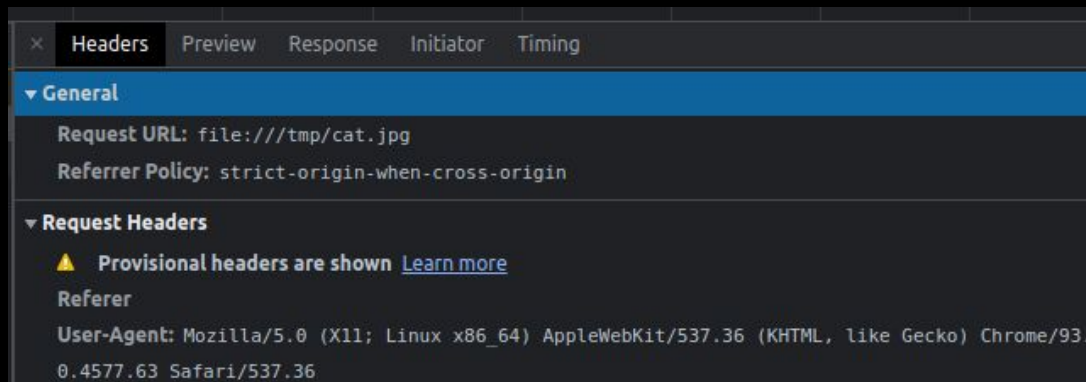 × Headers Preview Response Initiator Timing
▼ General
Request URL: file:///tmp/cat.jpg
Referrer Policy: strict-origin-when-cross-origin
▼ Request Headers
Provisional headers are shown Learn more
Referer
User-Agent: Mozilla/5.0 (X11; Linux x86_64) AppleWebKit/537.36 (KHTML, like Gecko) Chrome/93.
0.4577.63 Safari/537.36